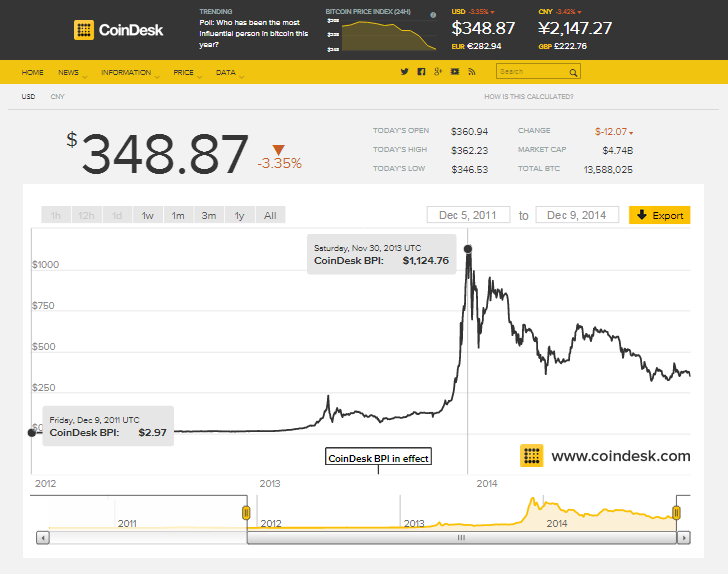 CoinDesk
TRENDING
Poll: Who has been the most
influential person in bitcoin this
year?
BITCOIN PRICE INDEX (24H)
USD -3.35%
$348.87
EUR €282.94
CNY -3.42%
¥2,147.27
GBP £222.76
HOME NEWS INFORMATION PRICE DATA
Search
USD CNY
HOW IS THIS CALCULATED?
$348.87
-3.35%
TODAY'S OPEN $360.94 CHANGE $-12.07
TODAY'S HIGH $362.23 MARKET CAP $4.74B
TODAY'S LOW $346.53 TOTAL BTC 13,588,025
1h 12h 1d 1w 1m 3m 1y All
Dec 5, 2011 to Dec 9, 2014 Export
Saturday, Nov 30, 2013 UTC
CoinDesk BPI: $1,124.76
$1000
$750
$500
$250
Friday, Dec 9, 2011 UTC
CoinDesk BPI: $2.97
CoinDesk BPI in effect
www.coindesk.com
2012 2013 2014
2011 2012 2013 2014